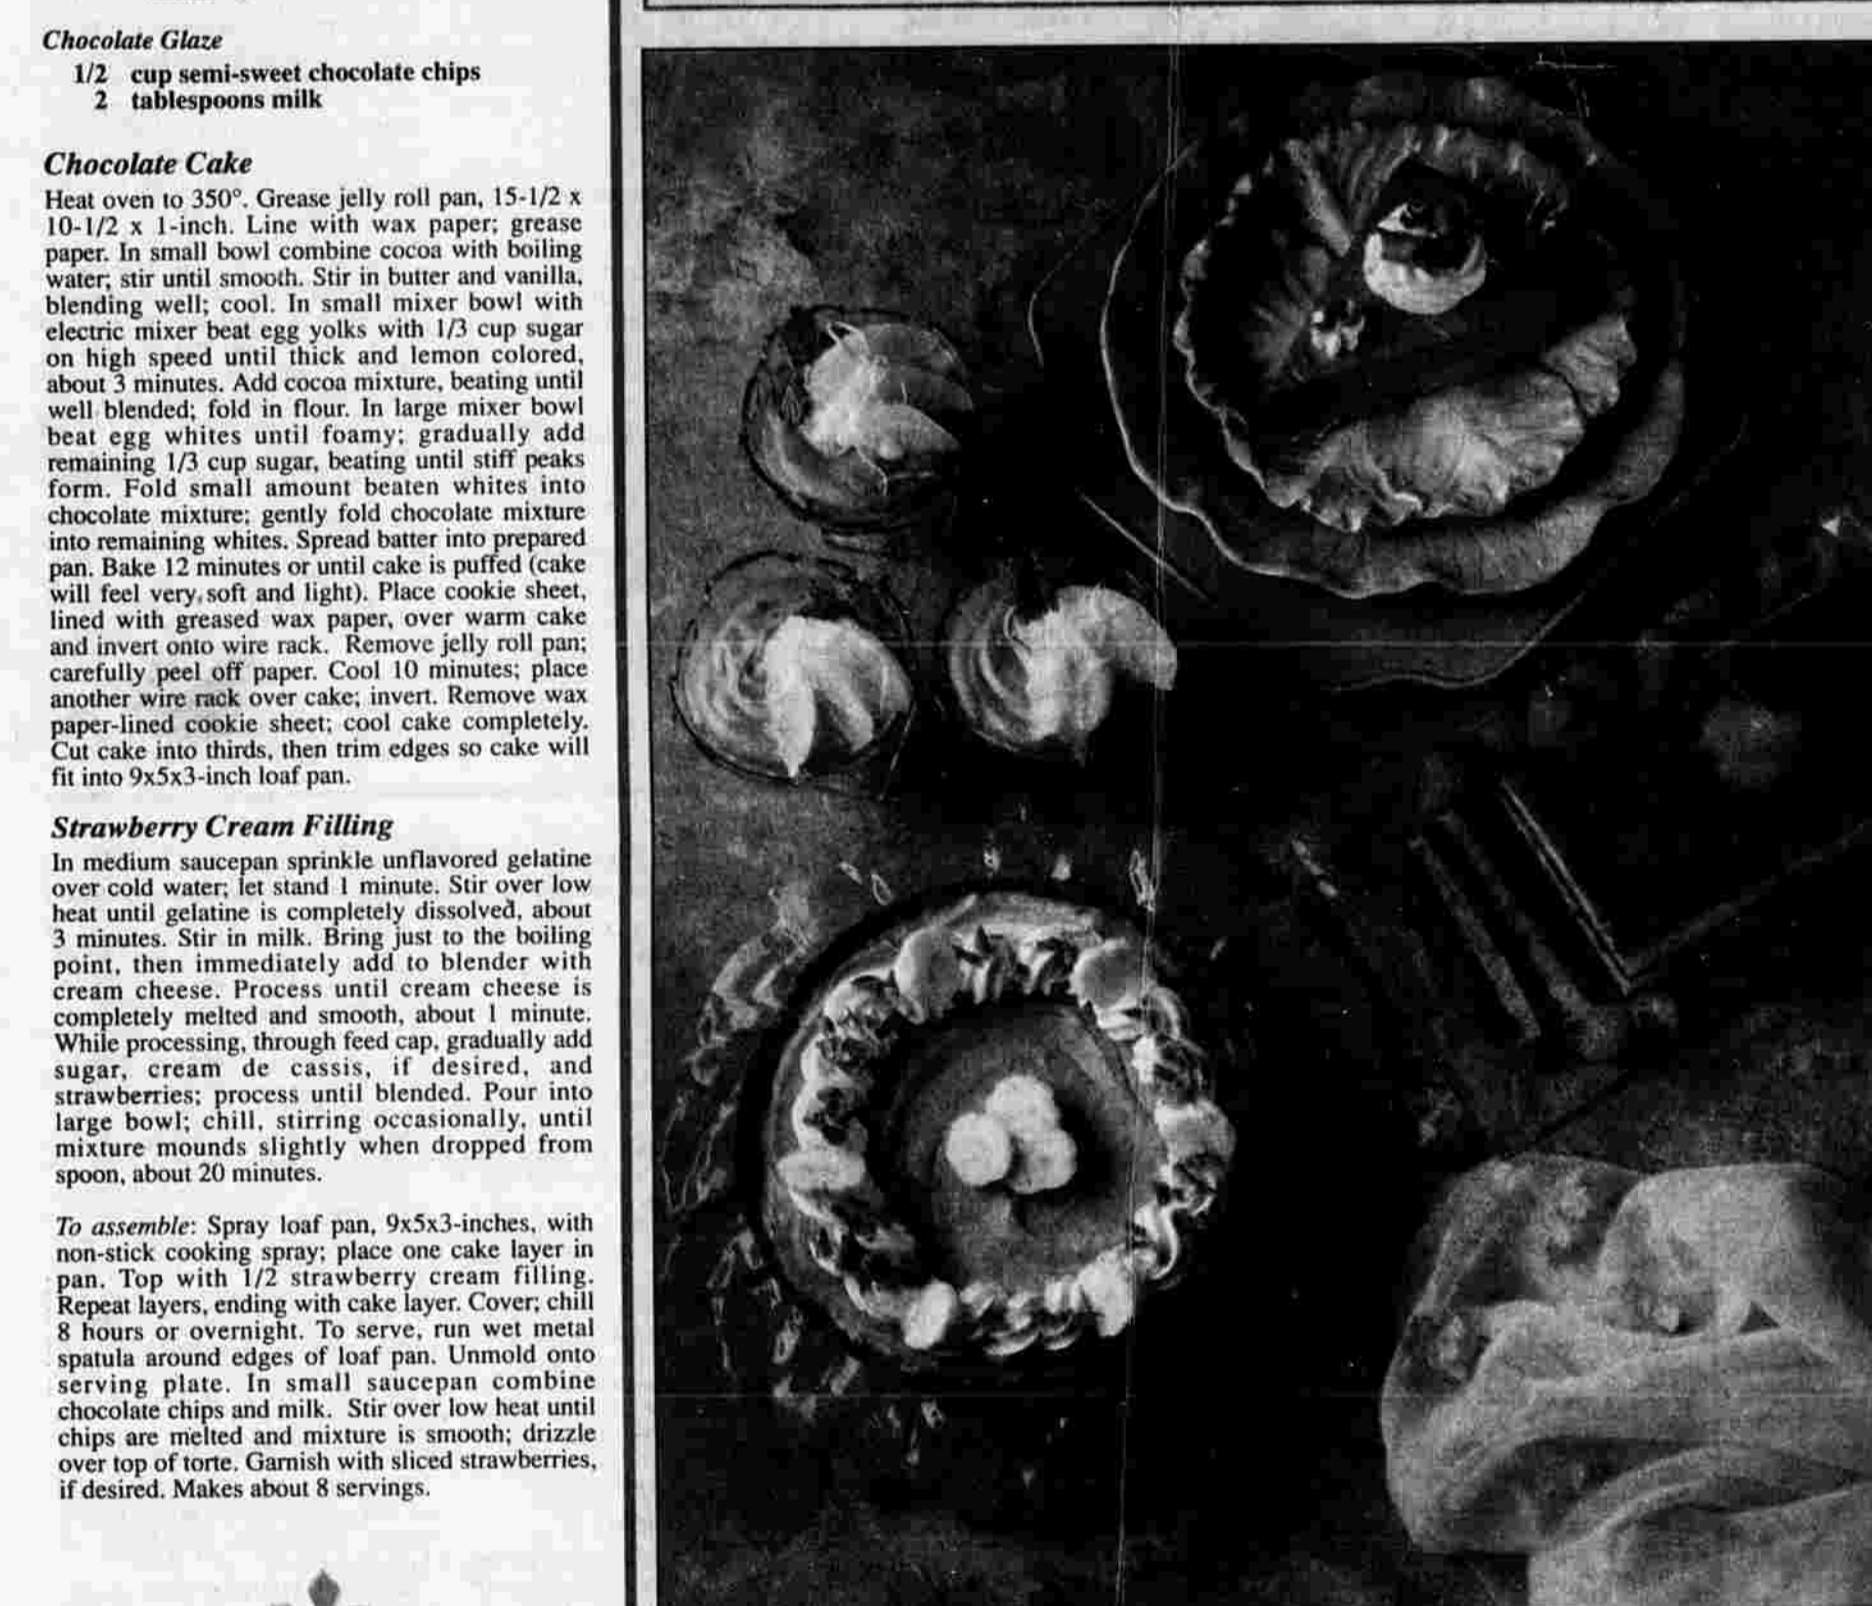 Chocolate Glaze
1/2 cup semi-sweet chocolate chips
2 tablespoons milk
Chocolate Cake
Heat oven to 350°. Grease jelly roll pan, 15-1/2 x
10-1/2 x 1-inch. Line with wax paper; grease
paper. In small bowl combine cocoa with boiling
water; stir until smooth. Stir in butter and vanilla,
blending well; cool. In small mixer bowl with
electric mixer beat egg yolks with 1/3 cup sugar
on high speed until thick and lemon colored,
about 3 minutes. Add cocoa mixture, beating until
well blended; fold in flour. In large mixer bowl
beat egg whites until foamy; gradually add
remaining 1/3 cup sugar, beating until stiff peaks
form. Fold small amount beaten whites into
chocolate mixture; gently fold chocolate mixture
into remaining whites. Spread batter into prepared
pan. Bake 12 minutes or until cake is puffed (cake
will feel very soft and light). Place cookie sheet,
lined with greased wax paper, over warm cake
and invert onto wire rack. Remove jelly roll pan;
carefully peel off paper. Cool 10 minutes; place
another wire rack over cake; invert. Remove wax
paper-lined cookie sheet; cool cake completely.
Cut cake into thirds, then trim edges so cake will
fit into 9x5x3-inch loaf pan.
Strawberry Cream Filling
In medium saucepan sprinkle unflavored gelatine
over cold water; let stand 1 minute. Stir over low
heat until gelatine is completely dissolved, about
3 minutes. Stir in milk. Bring just to the boiling
point, then immediately add to blender with
cream cheese. Process until cream cheese is
completely melted and smooth, about 1 minute.
While processing, through feed cap, gradually add
sugar, cream de cassis, if desired, and
strawberries; process until blended. Pour into
large bowl; chill, stirring occasionally, until
mixture mounds slightly when dropped from
spoon, about 20 minutes.
To assemble: Spray loaf pan, 9x5x3-inches, with
non-stick cooking spray; place one cake layer in
pan. Top with 1/2 strawberry cream filling.
Repeat layers, ending with cake layer. Cover; chill
8 hours or overnight. To serve, run wet metal
spatula around edges of loaf pan. Unmold onto
serving plate. In small saucepan combine
chocolate chips and milk. Stir over low heat until
chips are melted and mixture is smooth; drizzle
over top of torte. Garnish with sliced strawberries,
if desired. Makes about 8 servings.